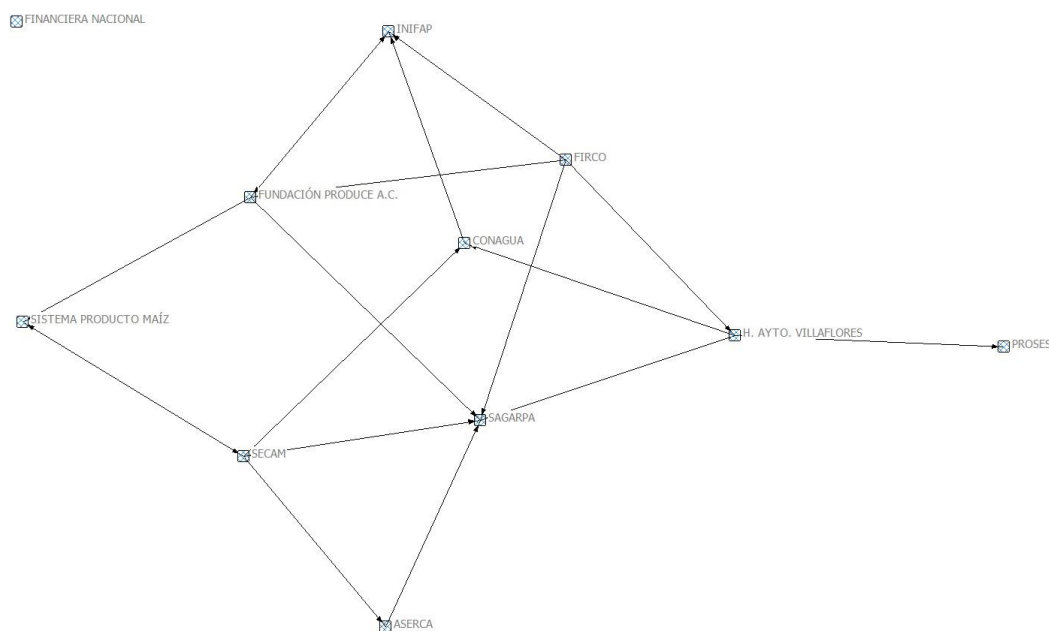 FINANCIERA NACIONAL
INIFAP
FIRCO
FUNDACIÓN PRODUCE A.C.
CONAGUA
SISTEMA PRODUCTO MAÍZ
H. AYTO. VILLAFLORES
PROSES
SAGARPA
SECAM
ASERCA